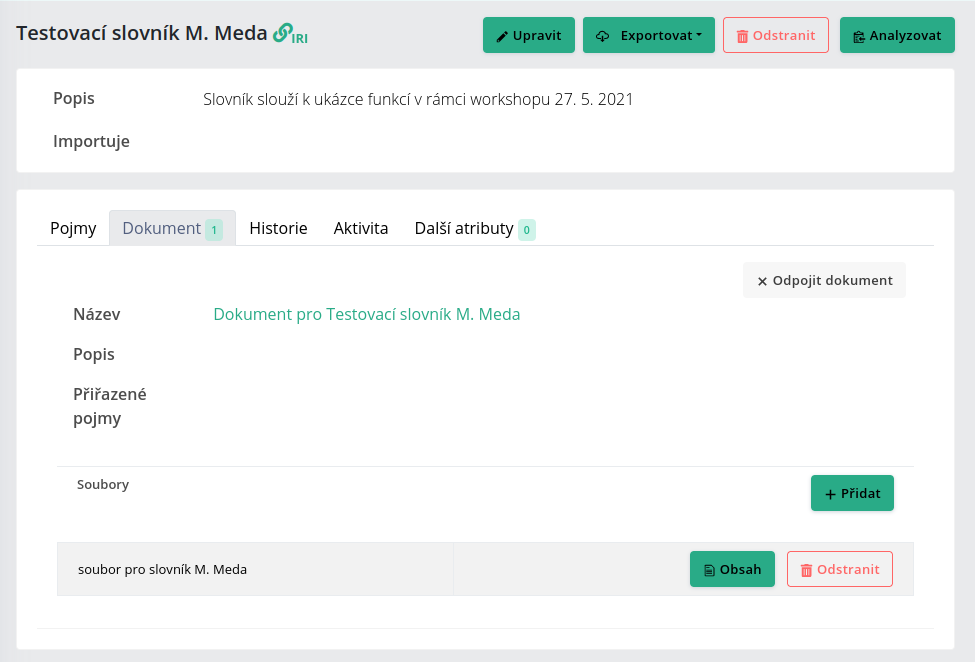 Testovací slovník M. Meda IRI
Upravit
Exportovat
Odstranit
Analyzovat
Popis Slovník slouží k ukázce funkcí v rámci workshopu 27. 5. 2021
Importuje
Pojmy Dokument 1 Historie Aktivita Další atributy 0
Odpojit dokument
Název Dokument pro Testovací slovník M. Meda
Popis
Přiřazené
pojmy
Soubory
Přidat
soubor pro slovník M. Meda
Obsah
Odstranit